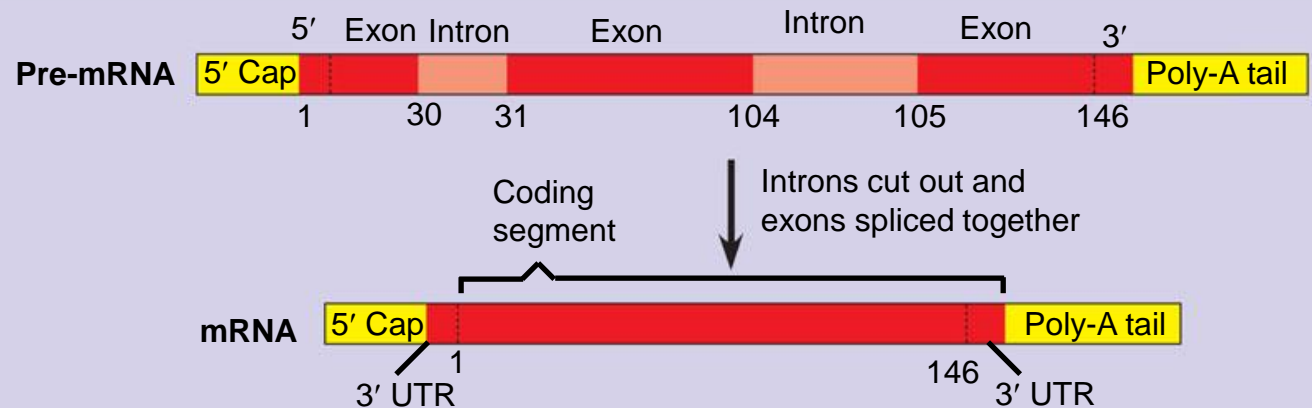 5′ Exon Intron Exon Intron Exon 3′
Pre-mRNA 5′ Cap Poly-A tail
1 30 31 104 105 146
Coding
segment
Introns cut out and
exons spliced together
mRNA 5′ Cap Poly-A tail
1 146
3′ UTR 3′ UTR